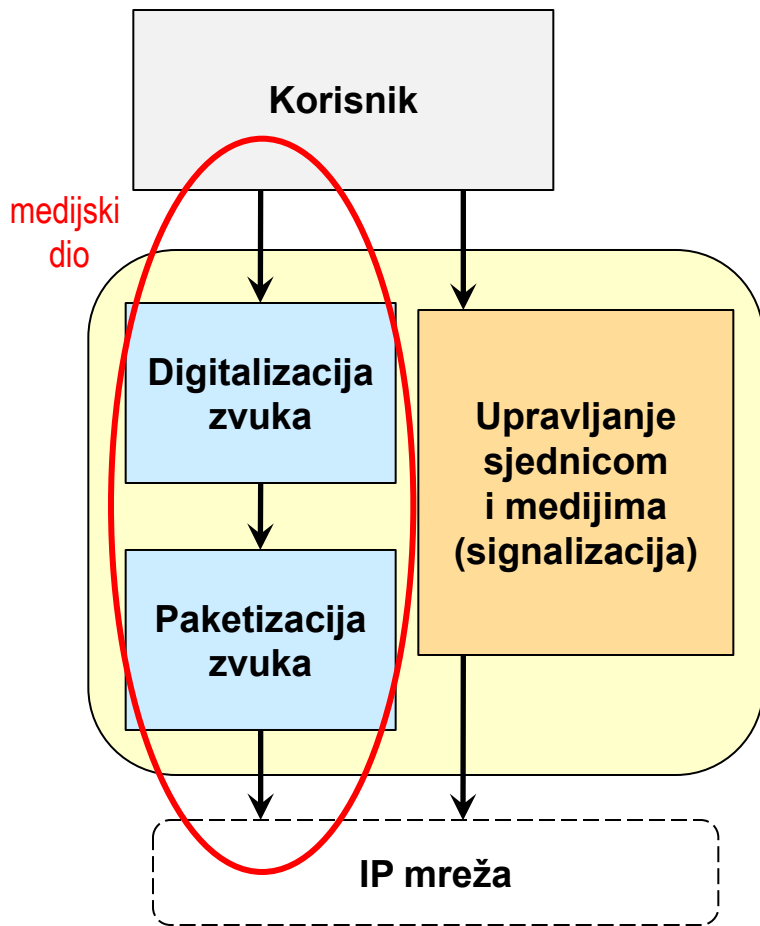 Korisnik
medijski
dio
Digitalizacija
zvuka
Upravljanje
sjednicom
i medijima
(signalizacija)
Paketizacija
zvuka
IP mreža